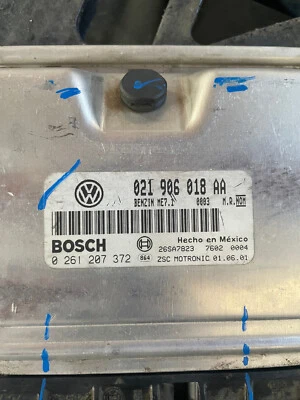 021 906 018 AA
BENZIN ME7.1 0003 M.R.HDM
BOSCH
Hecho en México
26SA7823 7602 0004
0 261 207 372 864 ZSC MOTRONIC 01.06.01